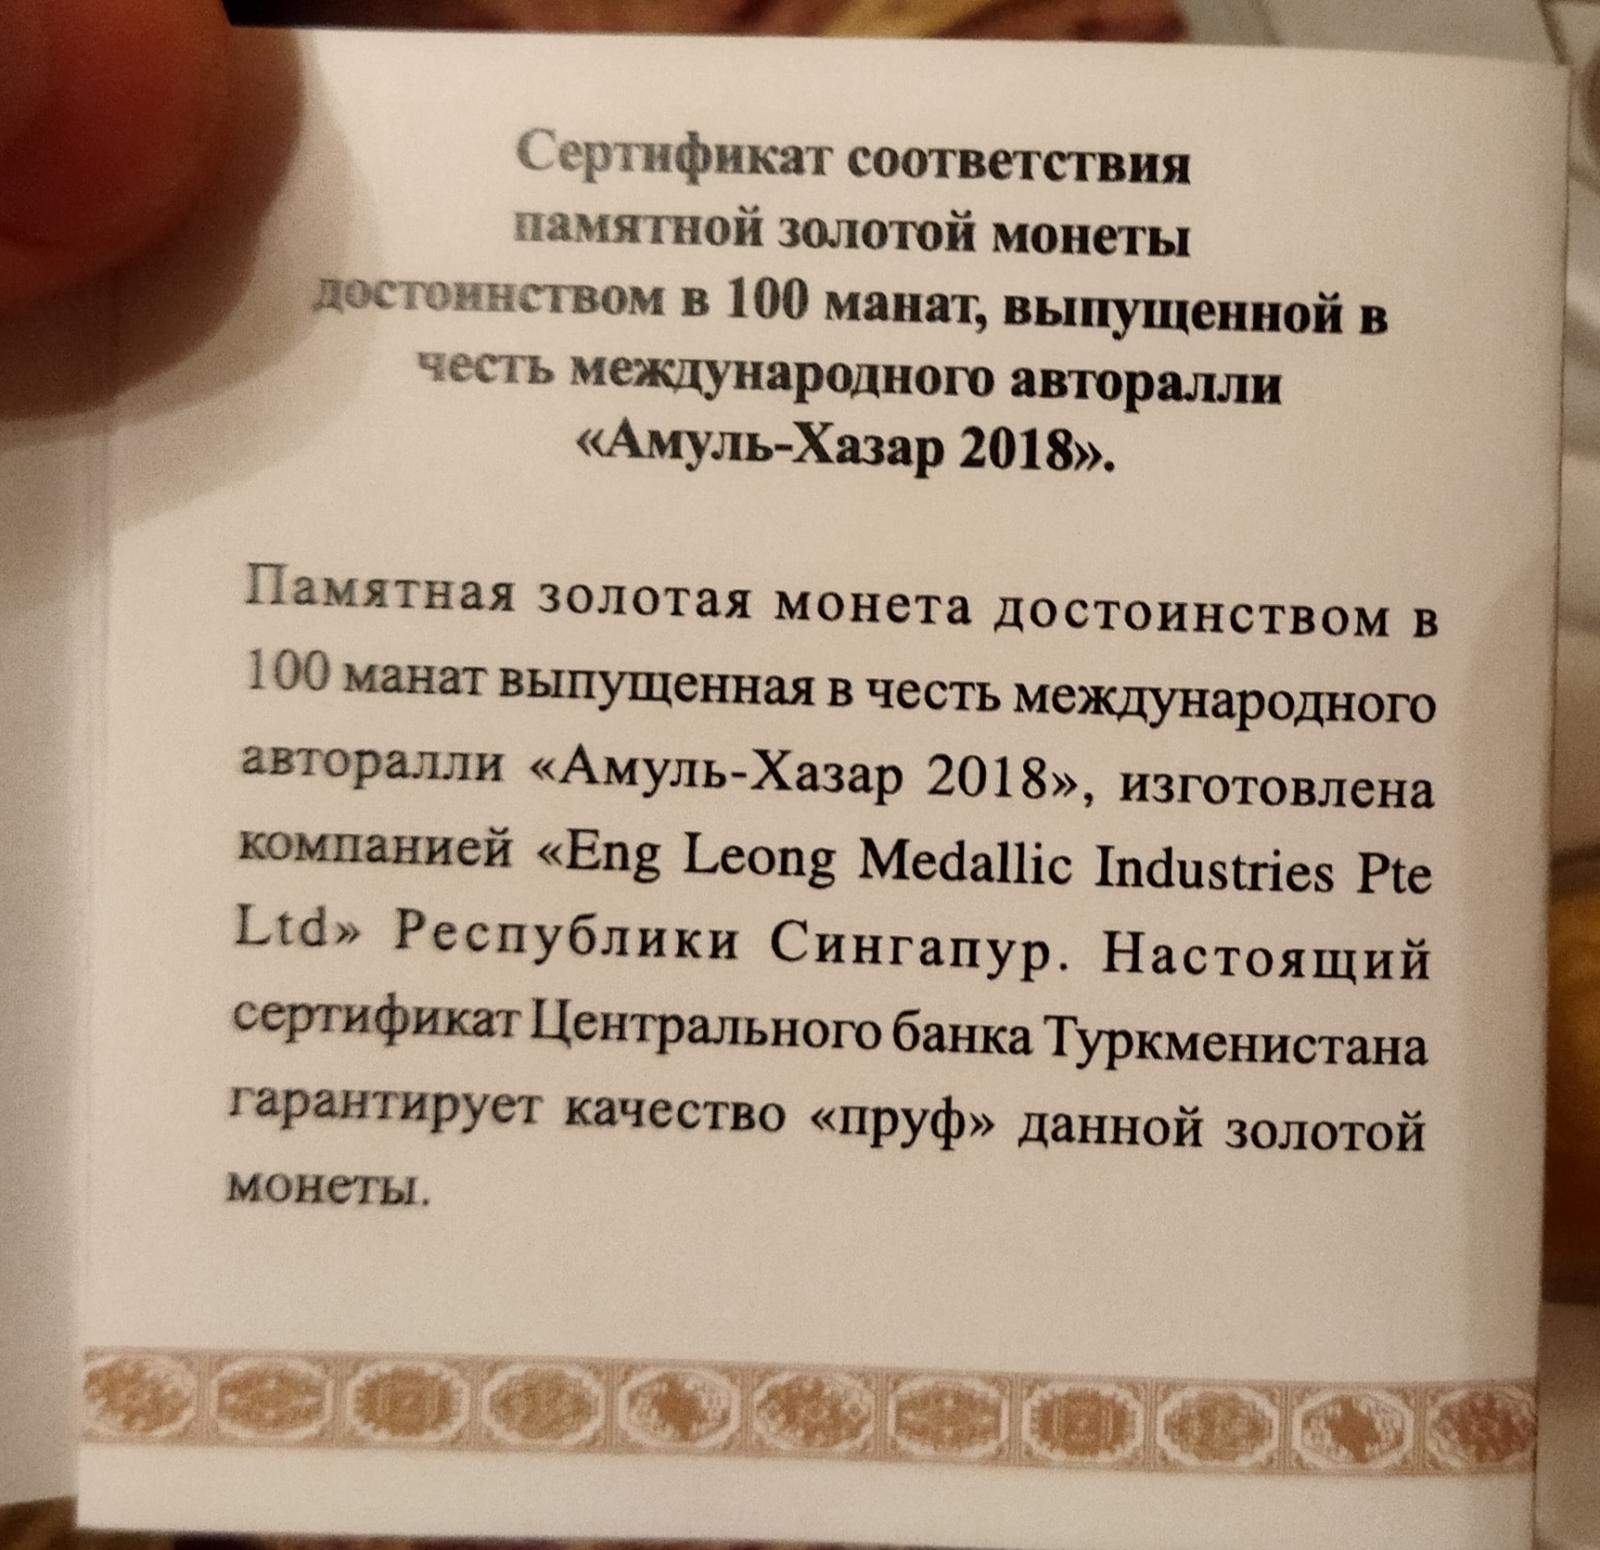 Сертификат соответствия
памятной золотой монеты
достоинством в 100 манат, выпущенной в
честь международного авторалли
«Амуль-Хазар 2018».
Памятная золотая монета достоинством в
100 манат выпущенная в честь международного
авторалли «Амуль-Хазар 2018», изготовлена
компанией «Eng Leong Medallic Industries Pte
Ltd» Республики Сингапур. Настоящий
сертификат Центрального банка Туркменистана
гарантирует качество «пруф» данной золотой
монеты.